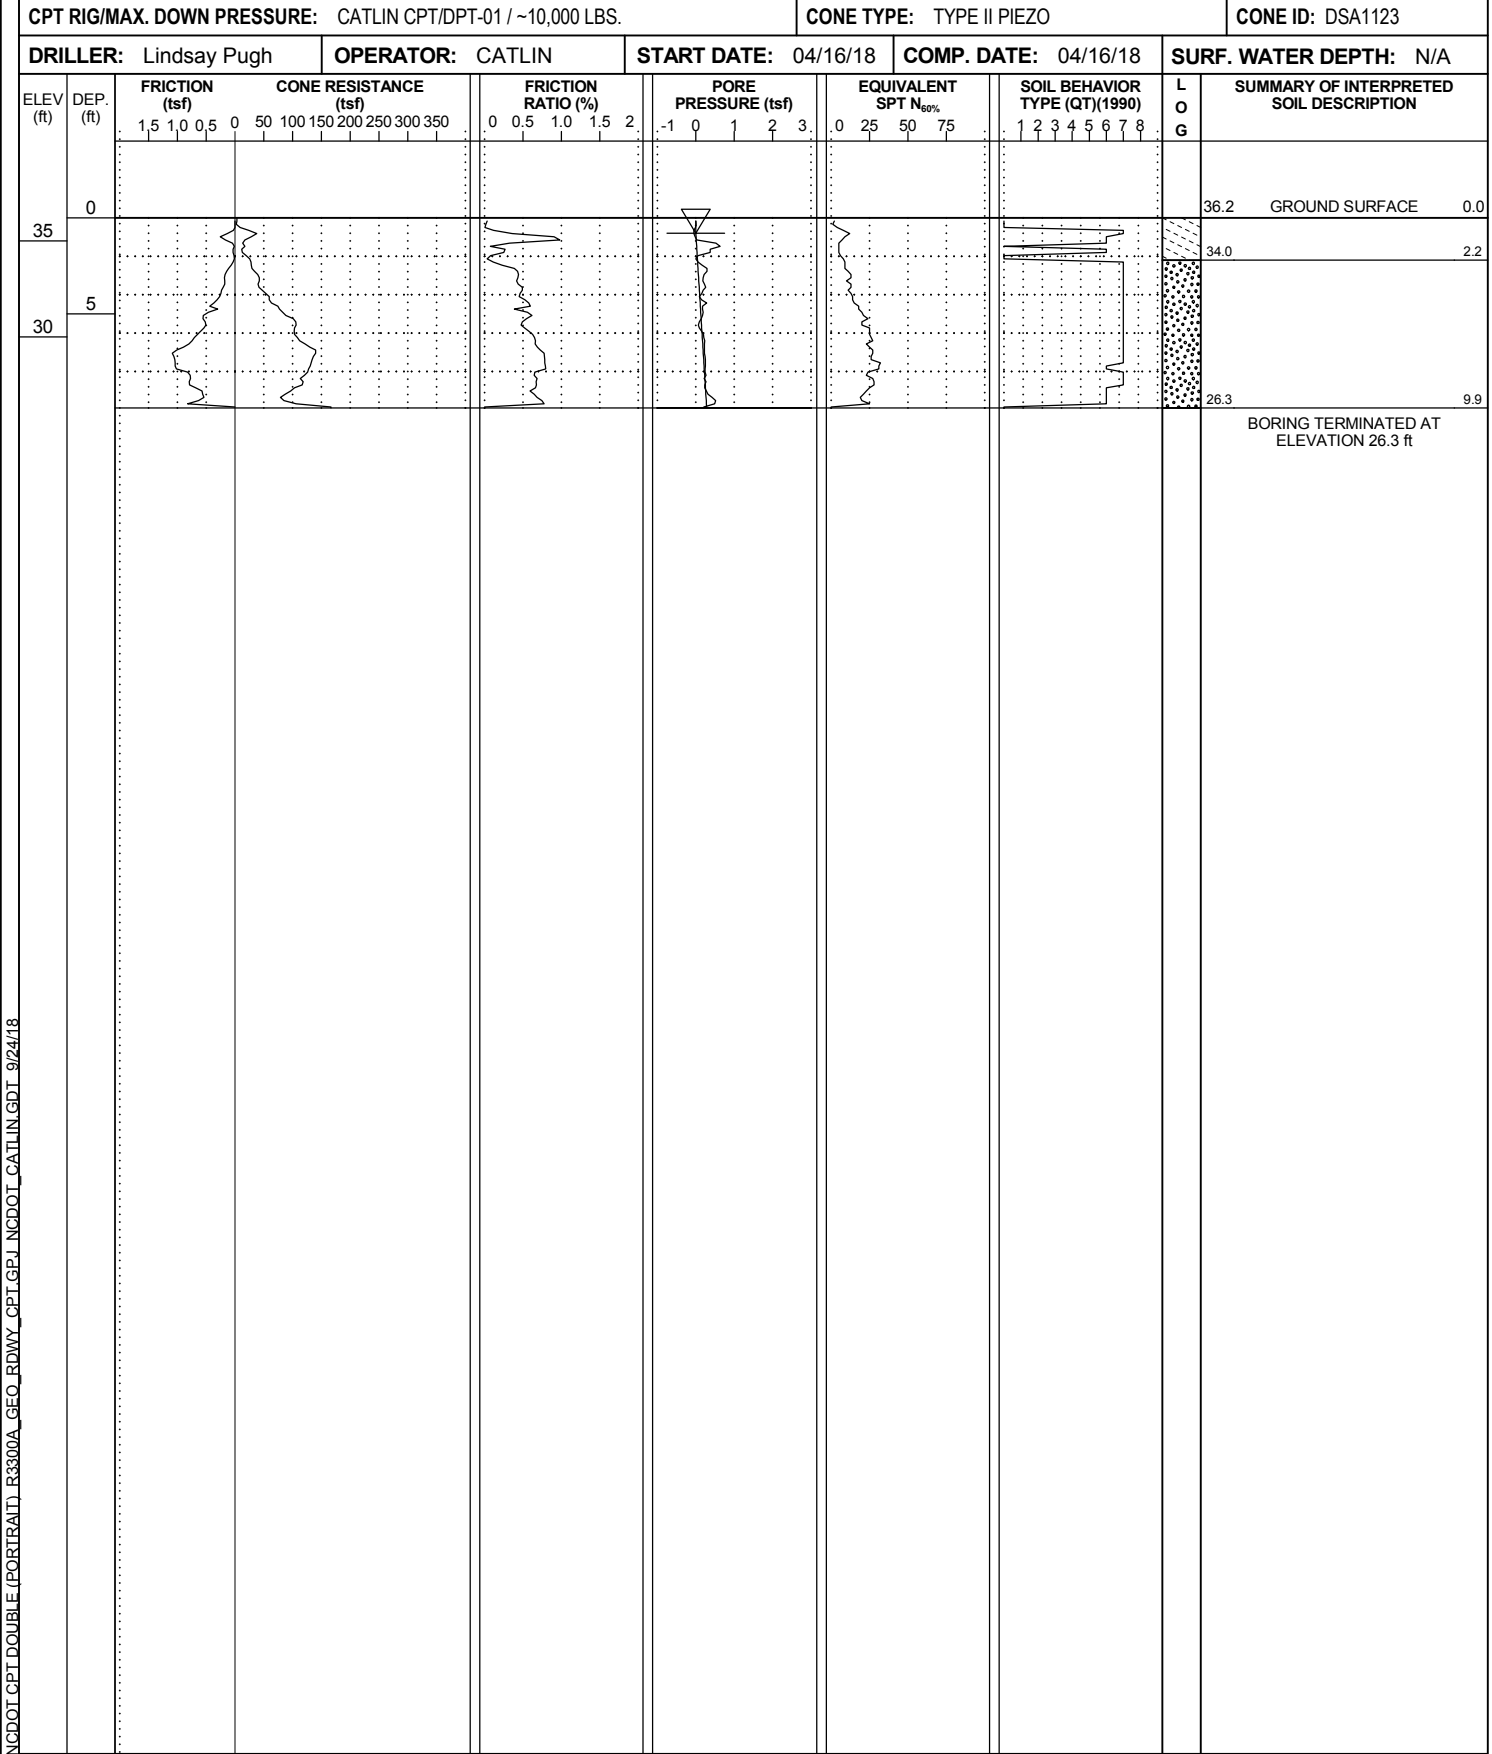 CPT RIG/MAX. DOWN PRESSURE: CATLIN CPT/DPT-01 / ~10,000 LBS. CONE TYPE: TYPE II PIEZO CONE ID: DSA1123
DRILLER: Lindsay Pugh OPERATOR: CATLIN START DATE: 04/16/18 COMP. DATE: 04/16/18 SURF. WATER DEPTH: N/A
ELEV (ft)
DEP. (ft)
FRICTION (tsf)
1.5 1.0 0.5 0
CONE RESISTANCE (tsf)
50 100 150 200 250 300 350
FRICTION RATIO (%)
0 0.5 1.0 1.5 2
PORE PRESSURE (tsf)
-1 0 1 2 3
EQUIVALENT SPT N60%
0 25 50 75
SOIL BEHAVIOR TYPE (QT)(1990)
1 2 3 4 5 6 7 8
L
O
G
SUMMARY OF INTERPRETED SOIL DESCRIPTION
0
36.2 GROUND SURFACE 0.0
35
34.0 2.2
5
30
26.3 9.9
BORING TERMINATED AT
ELEVATION 26.3 ft
NCDOT CPT DOUBLE (PORTRAIT) R3300A_GEO_RDWY_CPT.GPJ NCDOT_CATLIN.GDT 9/24/18